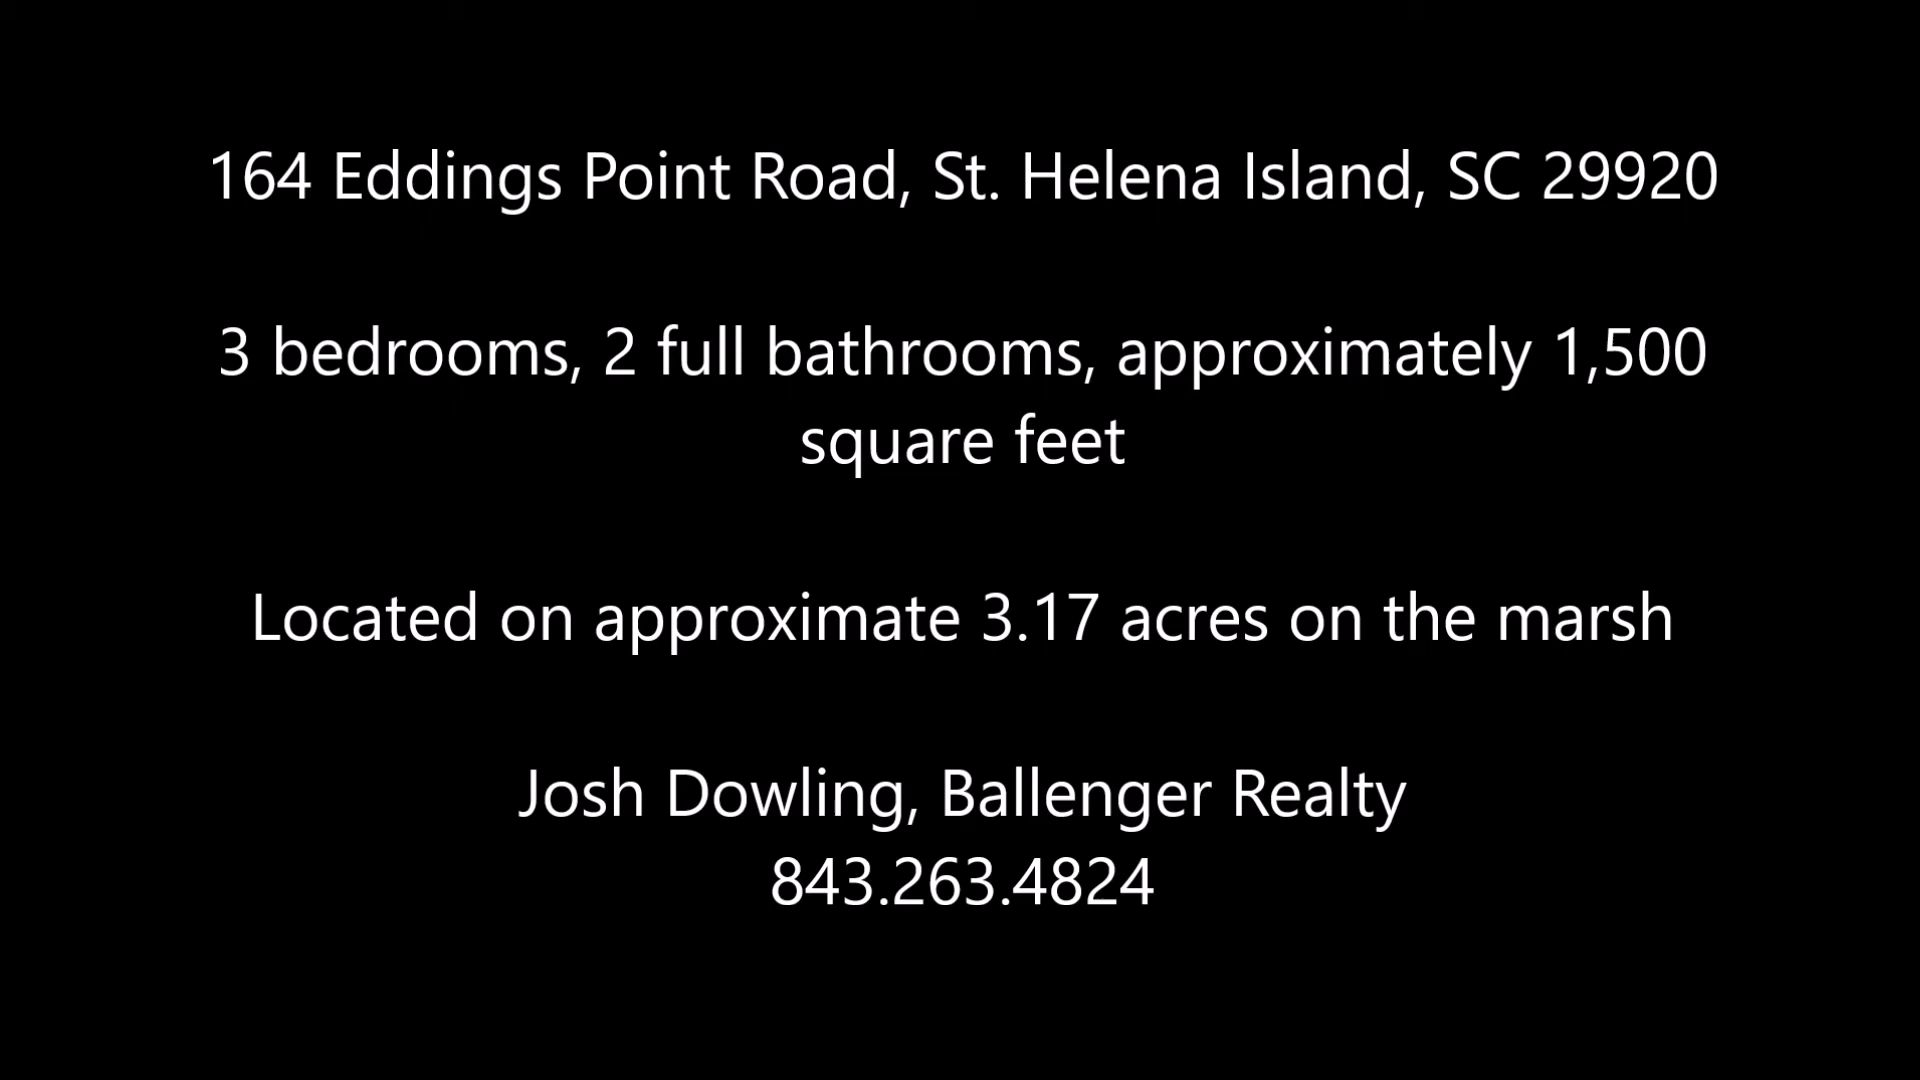 164 Eddings Point Road, St. Helena Island, SC 29920
3 bedrooms, 2 full bathrooms, approximately 1,500
square feet
Located on approximate 3.17 acres on the marsh
Josh Dowling, Ballenger Realty
843.263.4824